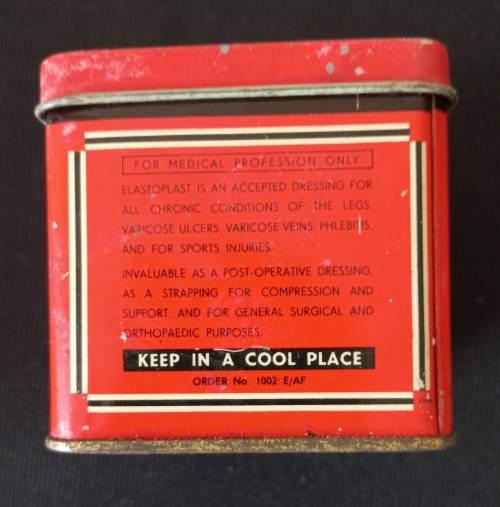 FOR MEDICAL PROFESSION ONLY
ELASTOPLAST IS AN ACCEPTED DRESSING FOR
ALL CHRONIC CONDITIONS OF THE LEGS,
VARICOSE ULCERS, VARICOSE VEINS, PHLEBITIS,
AND FOR SPORTS INJURIES.
INVALUABLE AS A POST-OPERATIVE DRESSING,
AS A STRAPPING FOR COMPRESSION AND
SUPPORT, AND FOR GENERAL SURGICAL AND
ORTHOPAEDIC PURPOSES.
KEEP IN A COOL PLACE
ORDER No. 1002 E/AF